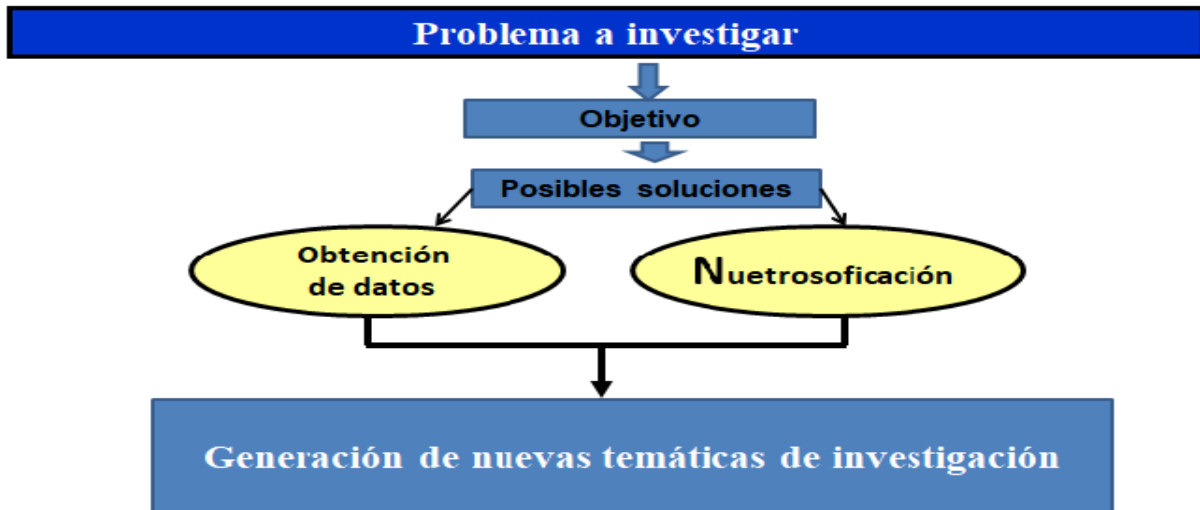 Problema a investigar
Objetivo
Posibles soluciones
Obtención
de datos
Nuetrosoficación
Generación de nuevas temáticas de investigación